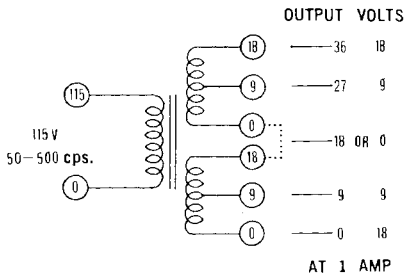 OUTPUT VOLTS
18 36 18
9 27 9
115
0
18 OR 0
115 V
18
50-500 cps.
9 9 9
0 0 0 18
AT 1 AMP